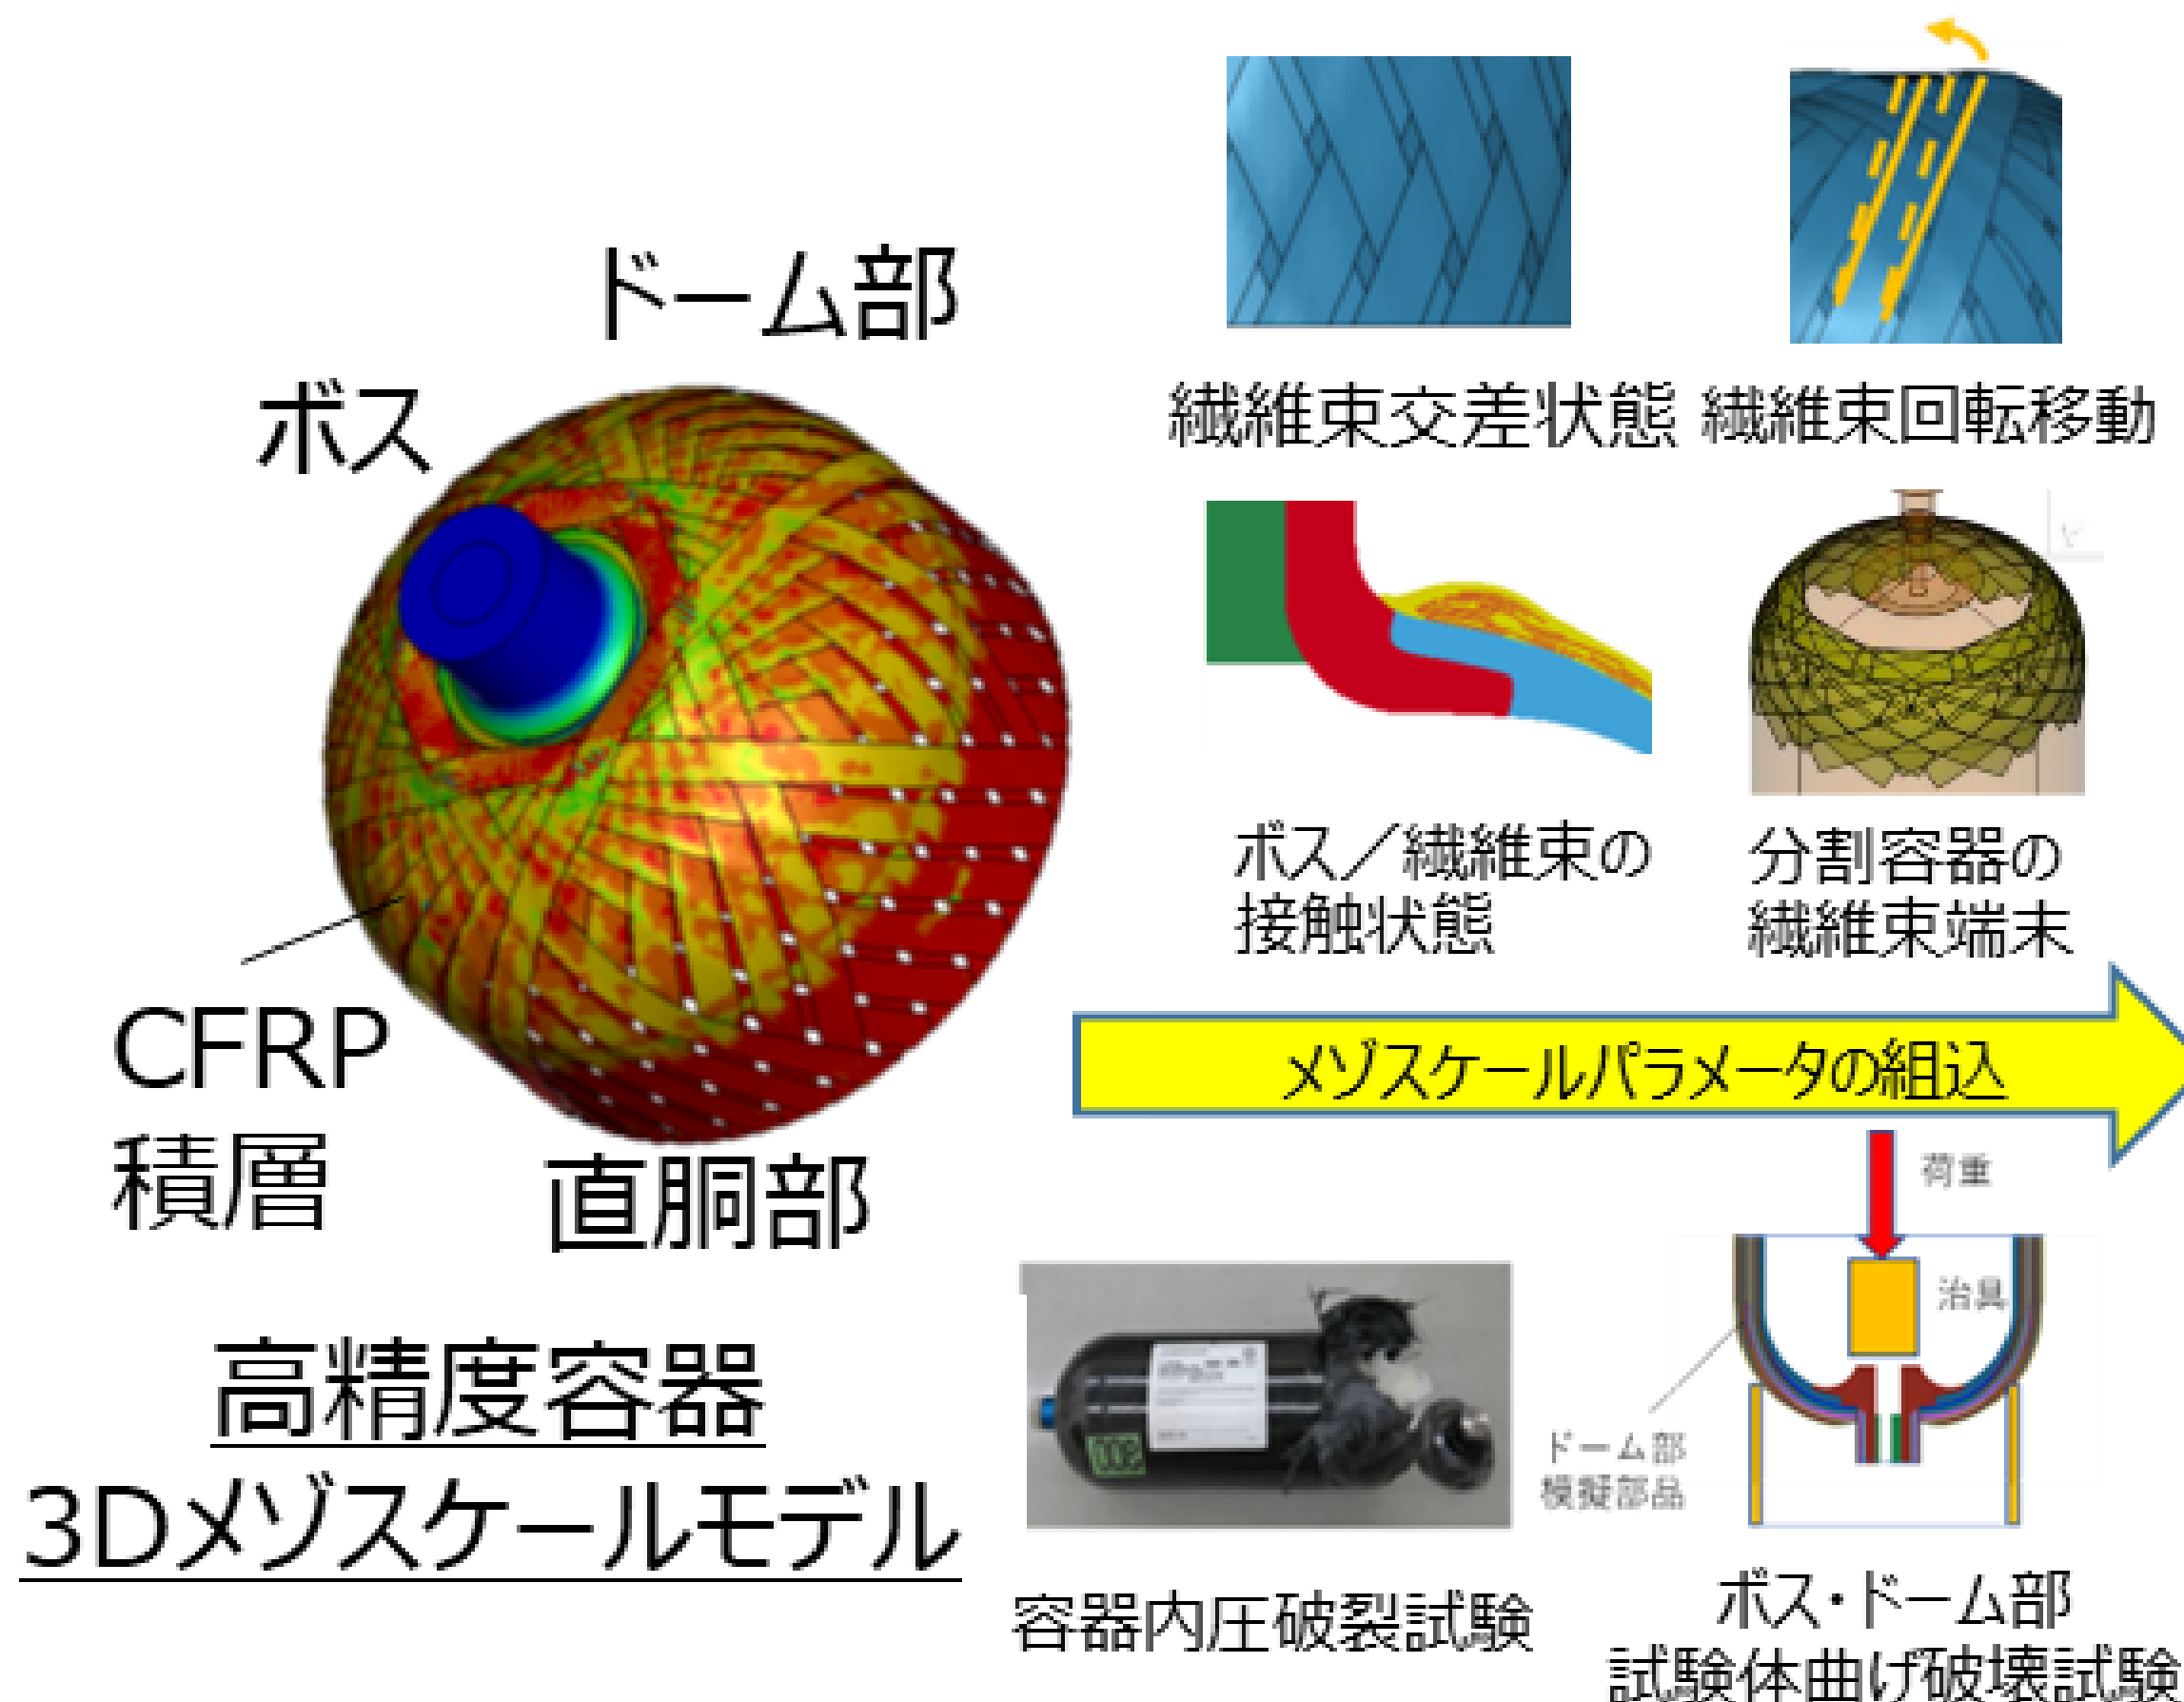 ドーム部
ボス
CFRP
積層
直胴部
高精度容器
3Dメゾスケールモデル
繊維束交差状態
繊維束回転移動
ボス／繊維束の
接触状態
分割容器の
繊維束端末
メゾスケールパラメータの組込
荷重
治具
ドーム部
模擬部品
容器内圧破裂試験
ボス・ドーム部
試験体曲げ破壊試験